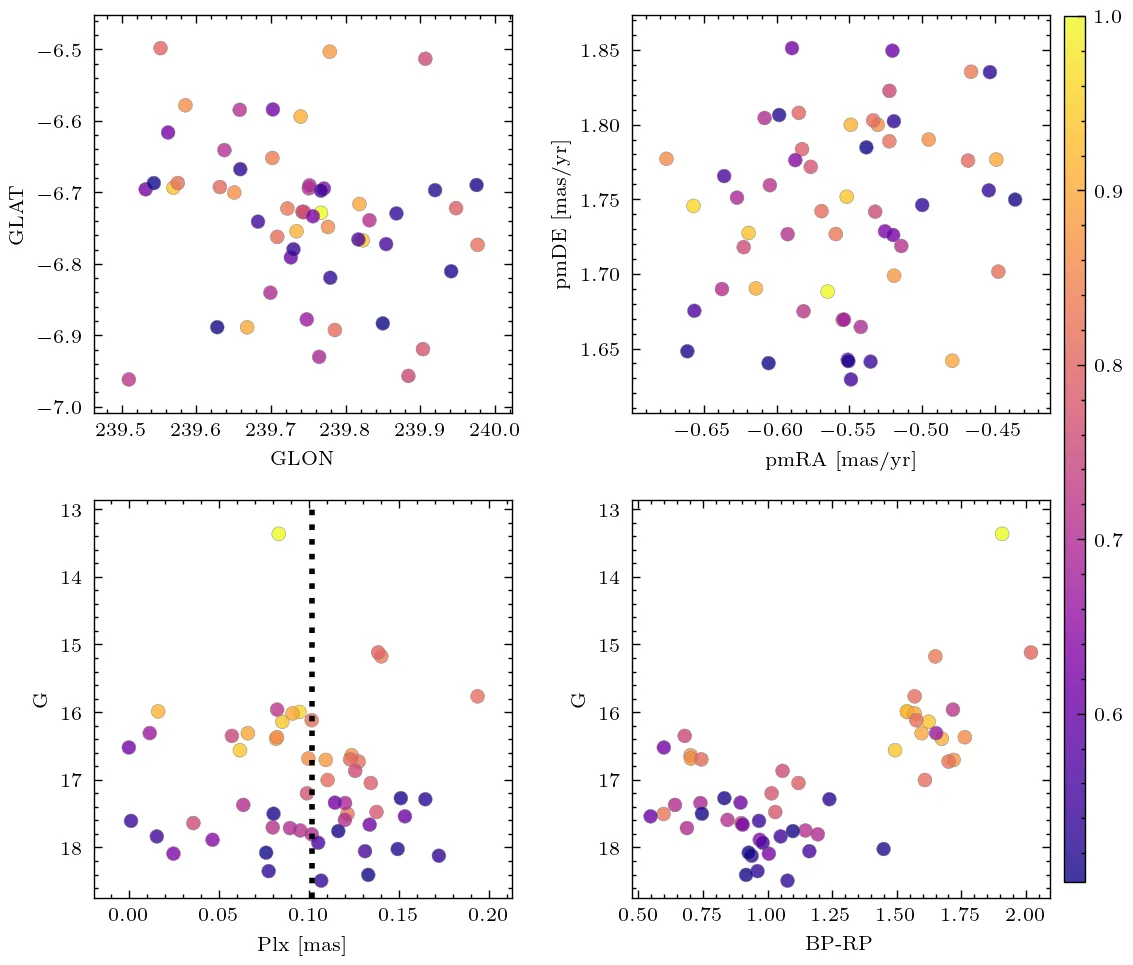 −6.5
−6.6
−6.7
−6.8
−6.9
−7.0
GLAT
239.5 239.6 239.7 239.8 239.9 240.0
GLON
1.85
1.80
1.75
1.70
1.65
pmDE [mas/yr]
−0.65 −0.60 −0.55 −0.50 −0.45
pmRA [mas/yr]
1.0
0.9
0.8
0.7
0.6
13
14
15
16
17
18
G
0.00 0.05 0.10 0.15 0.20
Plx [mas]
13
14
15
16
17
18
G
0.50 0.75 1.00 1.25 1.50 1.75 2.00
BP-RP